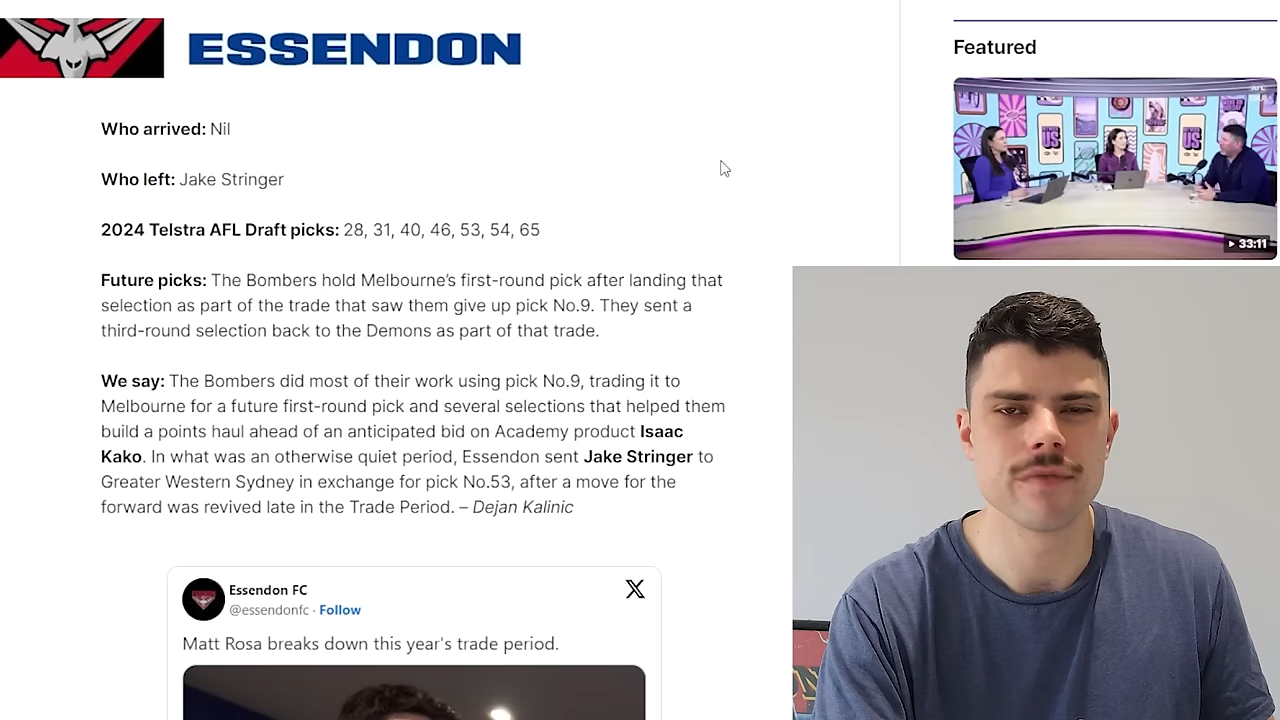 ESSENDON
Featured
Who arrived: Nil
Who left: Jake Stringer
2024 Telstra AFL Draft picks: 28, 31, 40, 46, 53, 54, 65
33:11
Future picks: The Bombers hold Melbourne's first-round pick after landing that
selection as part of the trade that saw them give up pick No.9. They sent a
third-round selection back to the Demons as part of that trade.
We say: The Bombers did most of their work using pick No.9, trading it to
Melbourne for a future first-round pick and several selections that helped them
build a points haul ahead of an anticipated bid on Academy product Isaac
Kako. In what was an otherwise quiet period, Essendon sent Jake Stringer to
Greater Western Sydney in exchange for pick No.53, after a move for the
forward was revived late in the Trade Period. – Dejan Kalinic
Essendon FC
@essendonfc · Follow
Matt Rosa breaks down this year's trade period.